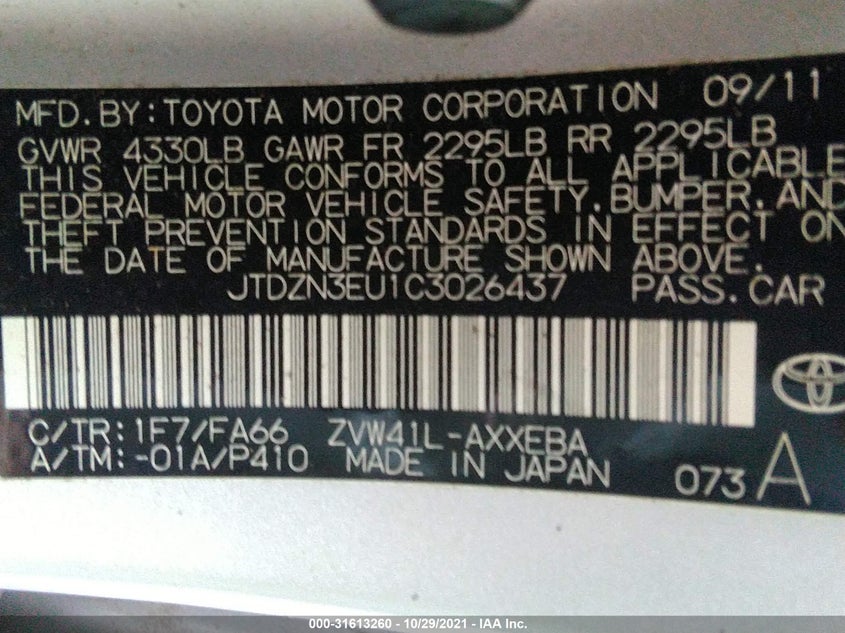 MFD.BY:TOYOTA MOTOR CORPORATION 09/11
GVWR 4330LB GAWR FR 2295LB RR 2295LB
THIS VEHICLE CONFORMS TO ALL APPLICABLE
FEDERAL MOTOR VEHICLE SAFETY, BUMPER, AND
THEFT PREVENTION STANDARDS IN EFFECT ON
THE DATE OF MANUFACTURE SHOWN ABOVE.
JTDZN3EU1C3026437 PASS.CAR
C/TR:1F7/FA66 ZVW41L-AXXEBA
A/TM:-01A/P410 MADE IN JAPAN 073 A
000-31613260 - 10/29/2021 - IAA Inc.